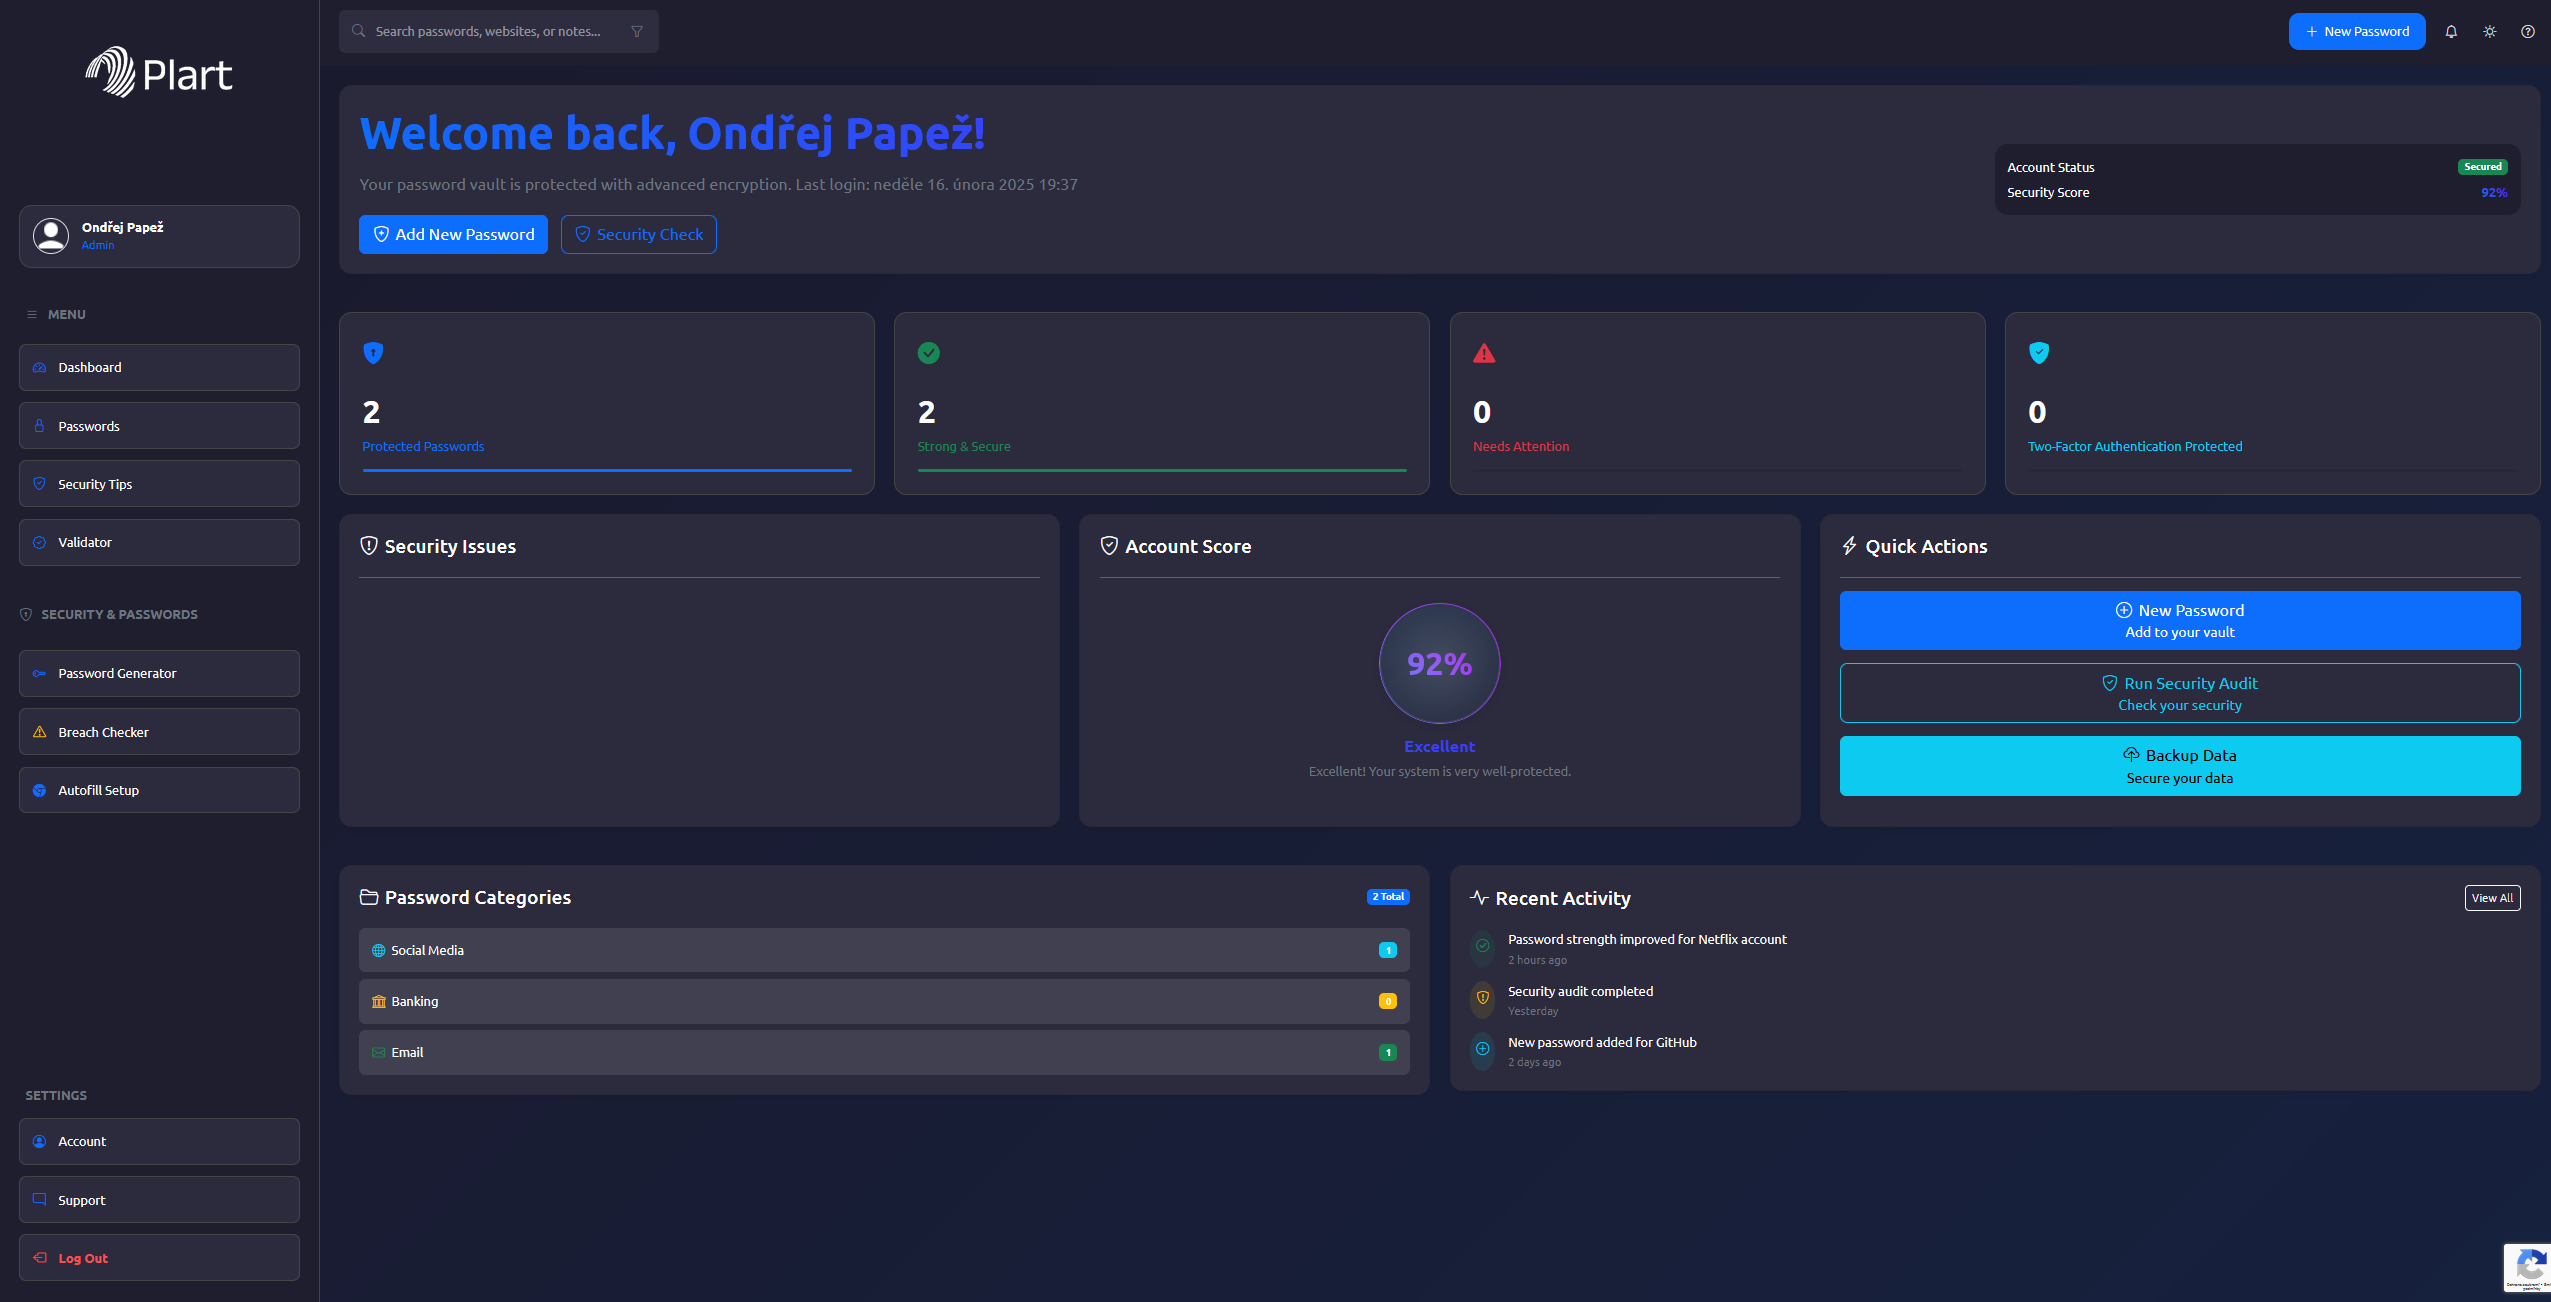 Plart
Ondřej Papež
Admin
MENU
Dashboard
Passwords
Security Tips
Validator
SECURITY & PASSWORDS
Password Generator
Breach Checker
Autofill Setup
SETTINGS
Account
Support
Log Out
Search passwords, websites, or notes...
New Password
Welcome back, Ondřej Papež!
Your password vault is protected with advanced encryption. Last login: neděle 16. února 2025 19:37
Add New Password
Security Check
Account Status
Secured
Security Score
92%
2
Protected Passwords
2
Strong & Secure
0
Needs Attention
0
Two-Factor Authentication Protected
Security Issues
Account Score
92%
Excellent
Excellent! Your system is very well-protected.
Quick Actions
New Password
Add to your vault
Run Security Audit
Check your security
Backup Data
Secure your data
Password Categories
2 Total
Social Media
1
Banking
0
Email
1
Recent Activity
View All
Password strength improved for Netflix account
2 hours ago
Security audit completed
Yesterday
New password added for GitHub
2 days ago